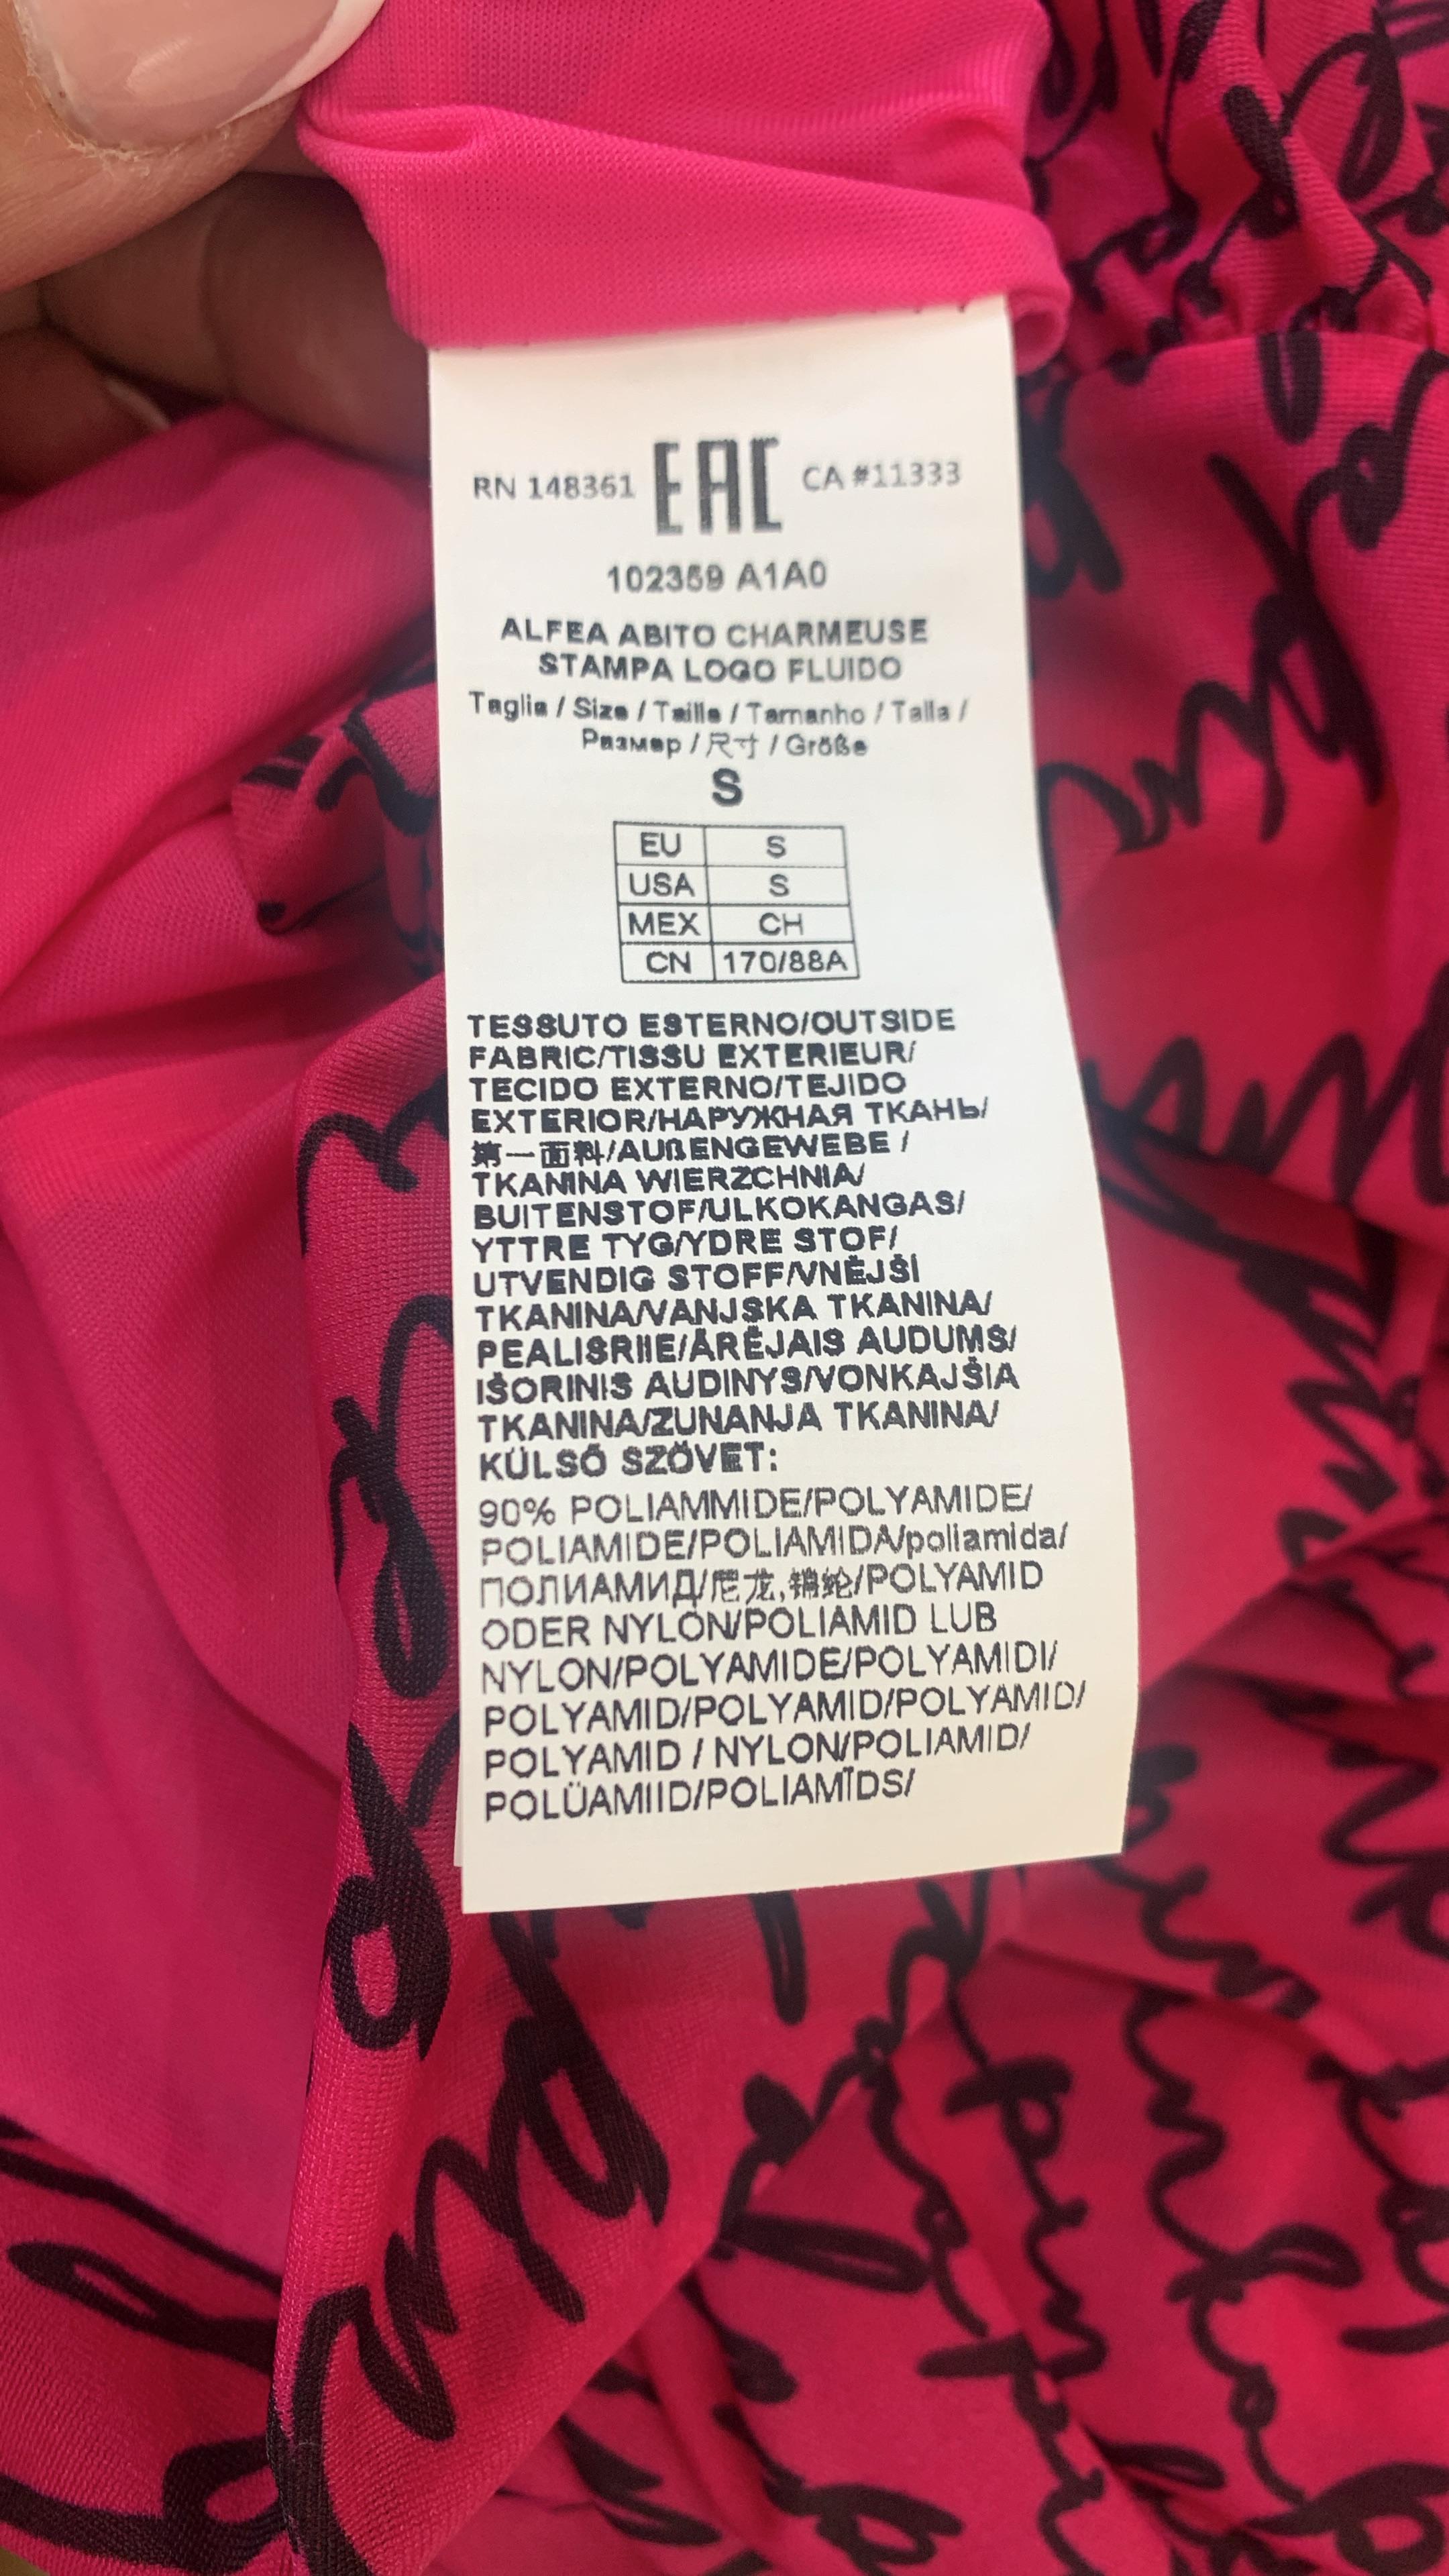 RN 148361 EAC CA #11333
102359 A1A0
ALFEA ABITO CHARMEUSE
STAMPA LOGO FLUIDO
Taglia / Size / Taille / Tamanho / Talla /
Размер / 尺寸 / Größe
S
EU S
USA S
MEX CH
CN 170/88A
TESSUTO ESTERNO/OUTSIDE
FABRIC/TISSU EXTERIEUR/
TECIDO EXTERNO/TEJIDO
EXTERIOR/НАРУЖНАЯ ТКАНЬ/
第一面料/AUßENGEWEBE /
TKANINA WIERZCHNIA/
BUITENSTOF/ULKOKANGAS/
YTTRE TYG/YDRE STOF/
UTVENDIG STOFF/VNĚJŠÍ
TKANINA/VANJSKA TKANINA/
PEALISRIIE/ĀRĒJAIS AUDUMS/
IŠORINIS AUDINYS/VONKAJŠIA
TKANINA/ZUNANJA TKANINA/
KÜLSŐ SZÖVET:
90% POLIAMMIDE/POLYAMIDE/
POLIAMIDE/POLIAMIDA/poliamida/
ПОЛИАМИД/尼龙,锦纶/POLYAMID
ODER NYLON/POLIAMID LUB
NYLON/POLYAMIDE/POLYAMIDI/
POLYAMID/POLYAMID/POLYAMID/
POLYAMID / NYLON/POLIAMID/
POLÜAMIID/POLIAMĪDS/